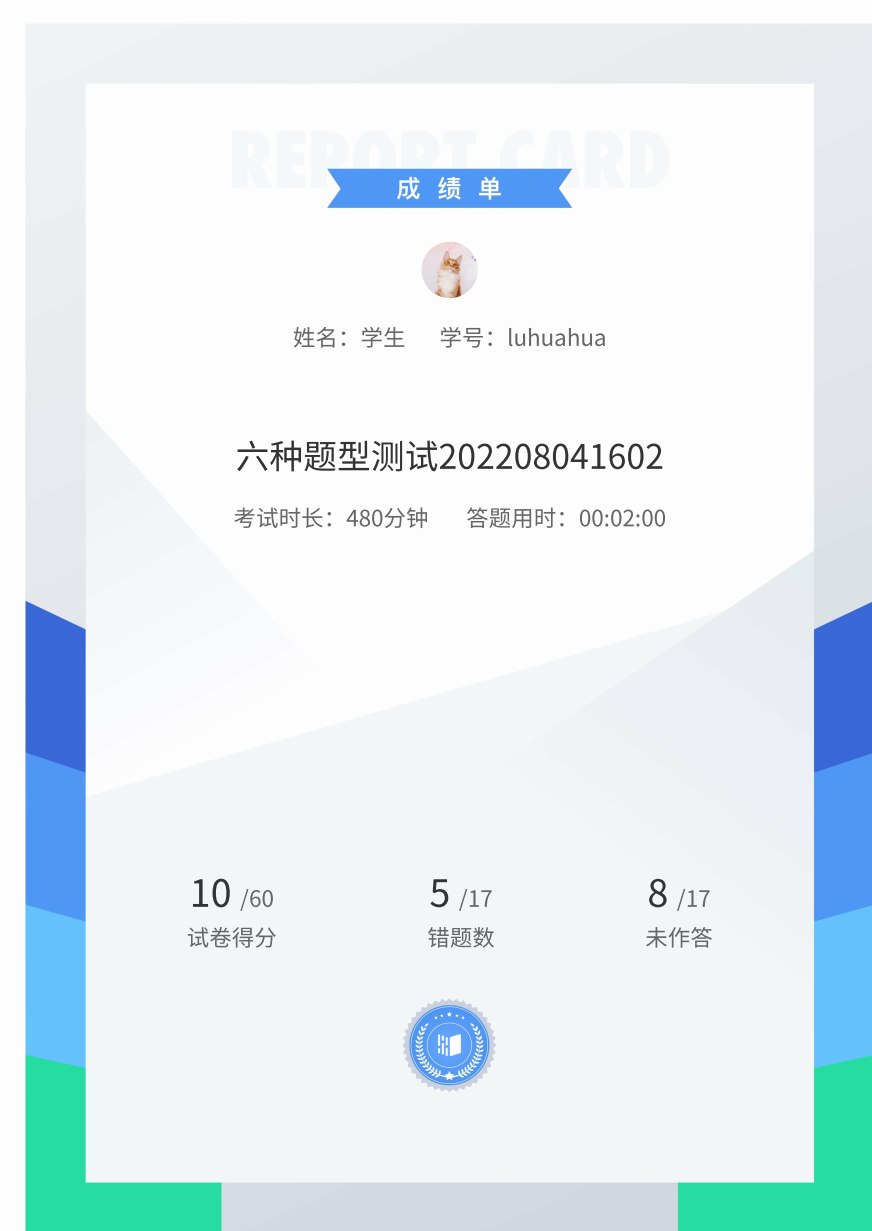 REPORT CARD
成绩单
姓名：学生 学号：luhuahua
六种题型测试202208041602
考试时长：480分钟 答题用时：00:02:00
10 /60 5 /17 8 /17
试卷得分 错题数 未作答